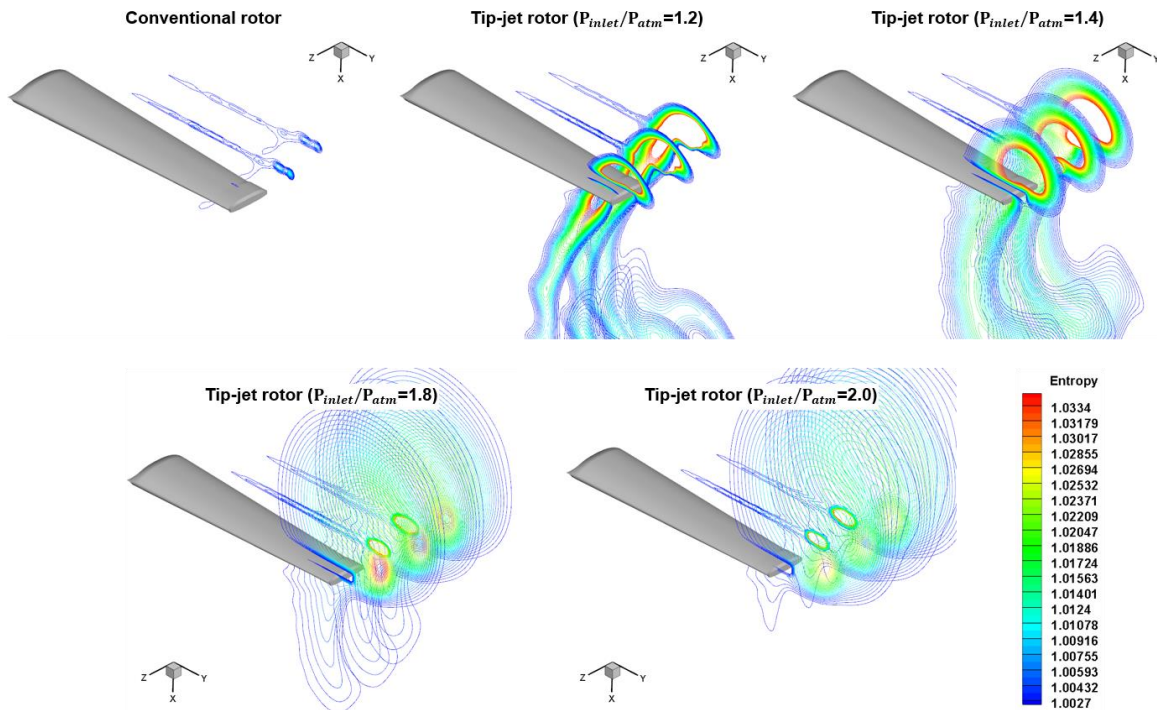 Conventional rotor
Tip-jet rotor (P_inlet/P_atm=1.2)
Tip-jet rotor (P_inlet/P_atm=1.4)
Z Y
X
Z Y
X
Z Y
X
Tip-jet rotor (P_inlet/P_atm=1.8)
Tip-jet rotor (P_inlet/P_atm=2.0)
Z Y
X
Z Y
X
Entropy
1.0334
1.03179
1.03017
1.02855
1.02694
1.02532
1.02371
1.02209
1.02047
1.01886
1.01724
1.01563
1.01401
1.0124
1.01078
1.00916
1.00755
1.00593
1.00432
1.0027